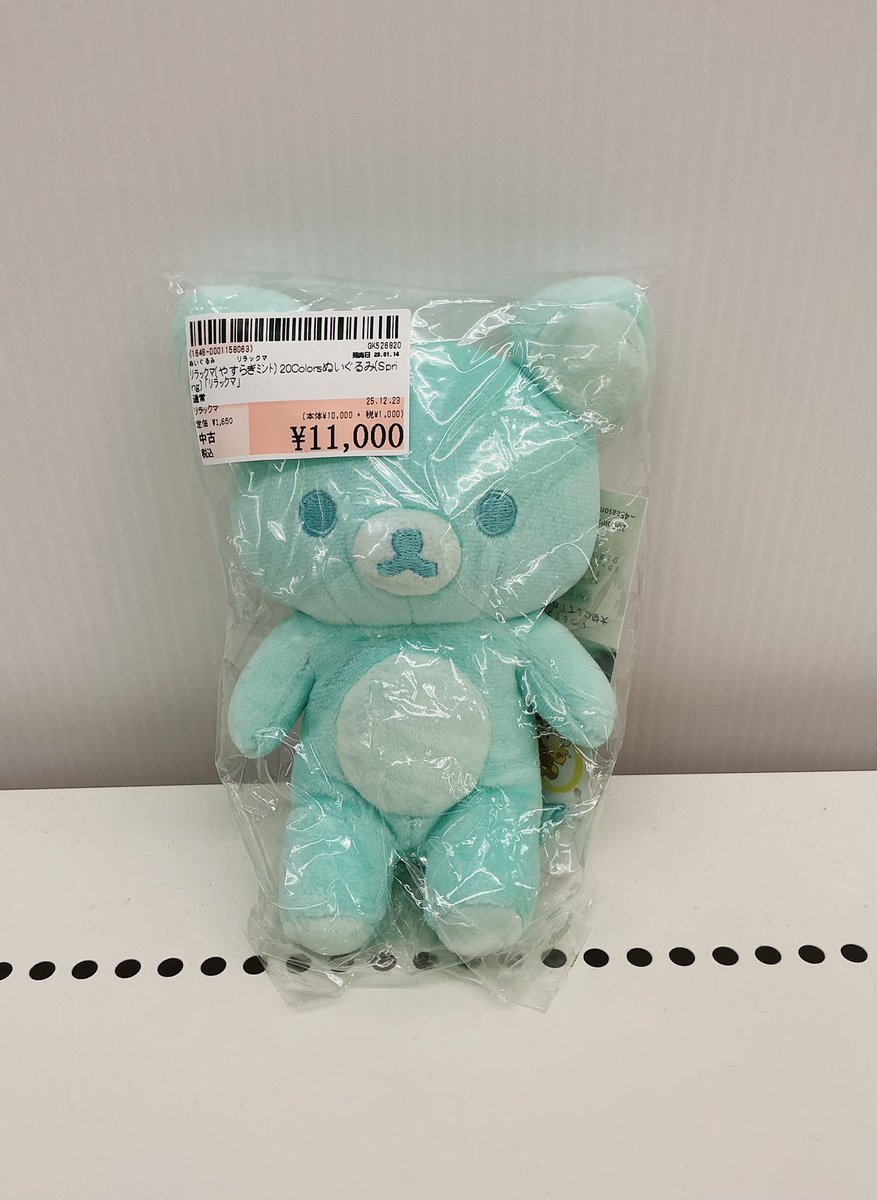 (1848-0001158083)
GK528820
ぬいぐるみ リラックマ
発売日 23.01.14
リラックマ(やすらぎミント) 20Colorsぬいぐるみ(Spri
ng)「リラックマ」
通常
25.12.23
リラックマ
(本体¥10,000 + 税¥1,000)
定価 ¥1,650
中古
¥11,000
税込